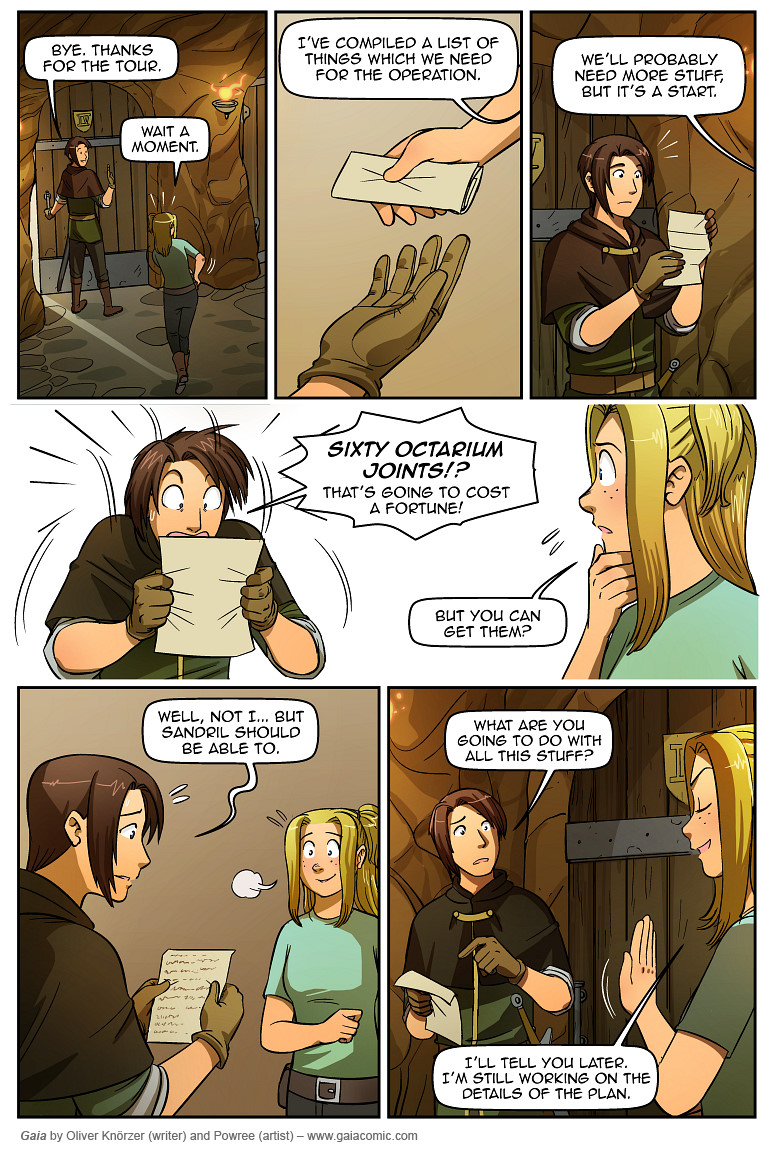 BYE. THANKS
FOR THE TOUR.
WAIT A
MOMENT.
I'VE COMPILED A LIST OF
THINGS WHICH WE NEED
FOR THE OPERATION.
WE'LL PROBABLY
NEED MORE STUFF,
BUT IT'S A START.
SIXTY OCTARIUM
JOINTS!?
THAT'S GOING TO COST
A FORTUNE!
BUT YOU CAN
GET THEM?
WELL, NOT I... BUT
SANDRIL SHOULD
BE ABLE TO.
WHAT ARE YOU
GOING TO DO WITH
ALL THIS STUFF?
I'LL TELL YOU LATER.
I'M STILL WORKING ON THE
DETAILS OF THE PLAN.
Gaia by Oliver Knörzer (writer) and Powree (artist) – www.gaiacomic.com